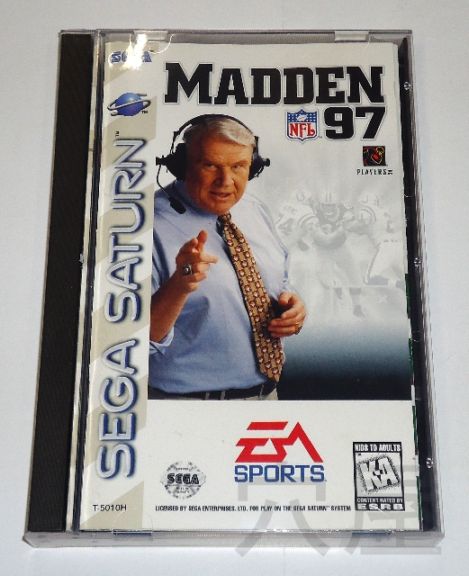 SEGA
MADDEN
NFL 97
PLAYERS INC
SEGA SATURN™
EA
SPORTS
SEGA
KIDS TO ADULTS
K-A
CONTENT RATED BY
ESRB
T-5010H
LICENSED BY SEGA ENTERPRISES, LTD. FOR PLAY ON THE SEGA SATURN™ SYSTEM